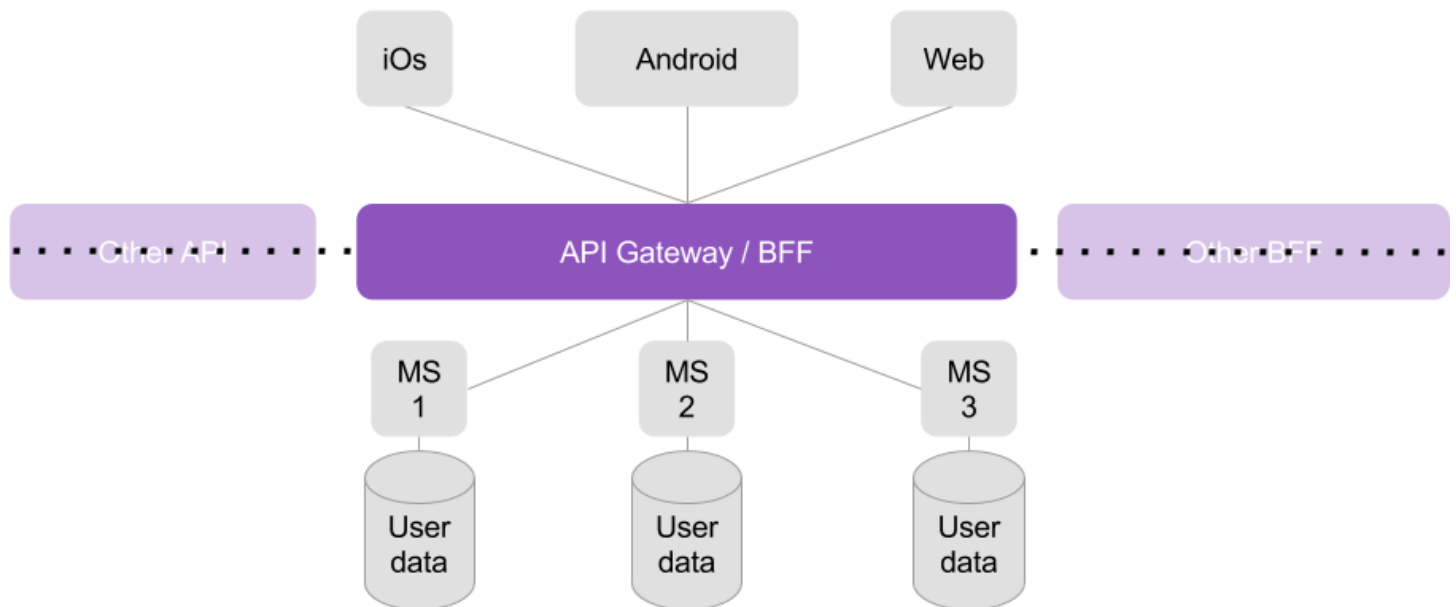 iOs
Android
Web
Other API
API Gateway / BFF
Other BFF
MS
1
MS
2
MS
3
User
data
User
data
User
data